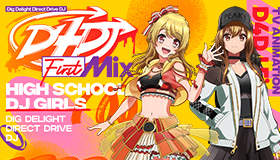 Dig Delight Direct Drive DJ
D4DJ
First Mix
HIGH SCHOOL
DJ GIRLS
DIG DELIGHT
DIRECT DRIVE
DJ
TV ANIMATION
D4DJ